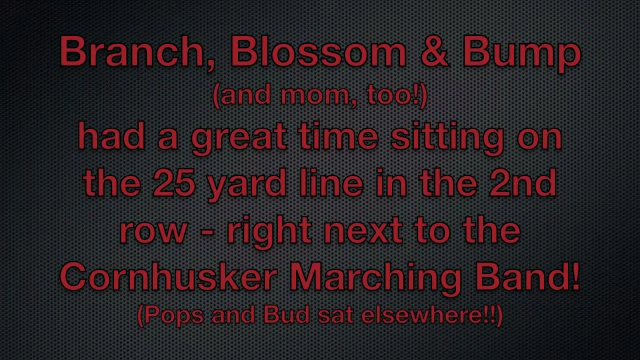 Branch, Blossom & Bump
(and mom, too!)
had a great time sitting on
the 25 yard line in the 2nd
row - right next to the
Cornhusker Marching Band!
(Pops and Bud sat elsewhere!!)